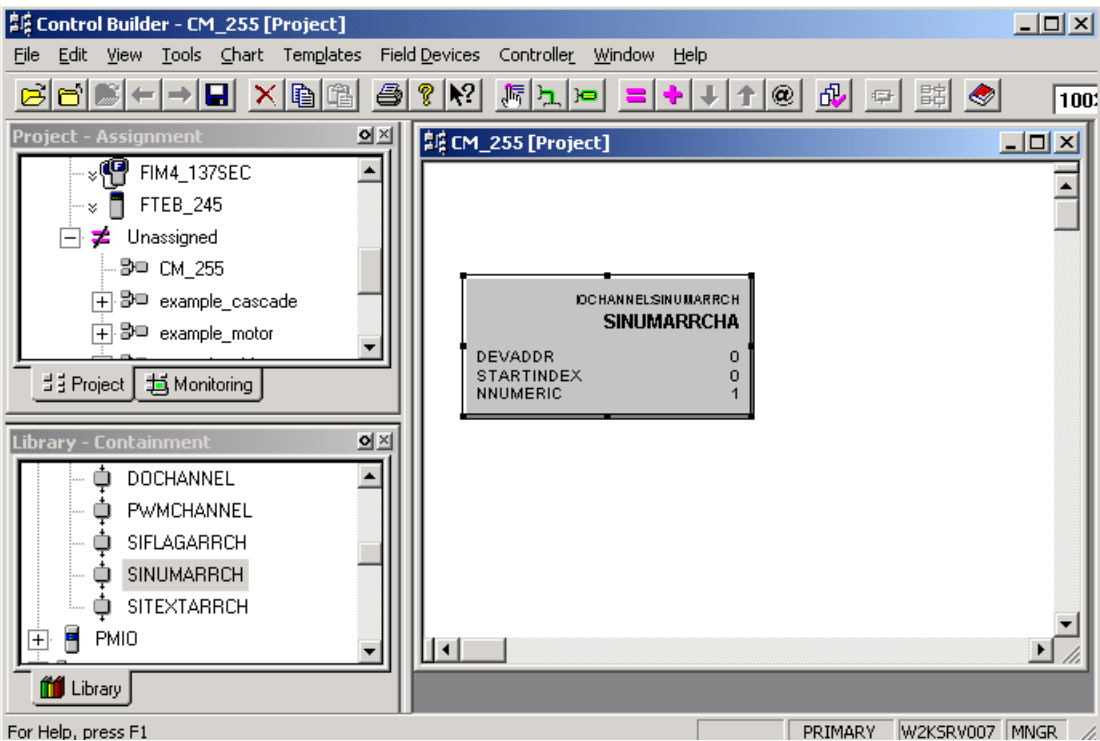 Control Builder - CM_255 [Project]
File Edit View Tools Chart Templates Field Devices Controller Window Help
100%
Project - Assignment
FIM4_137SEC
FTEB_245
Unassigned
CM_255
example_cascade
example_motor
Project Monitoring
Library - Containment
DOCHANNEL
PWMCHANNEL
SIFLAGARRCH
SINUMARRCH
SITEXTARRCH
PMIO
Library
CM_255 [Project]
IOCHANNEL:SINUMARRCH
SINUMARRCHA
DEVADDR 0
STARTINDEX 0
NNUMERIC 1
For Help, press F1
PRIMARY W2KSRV007 MNGR